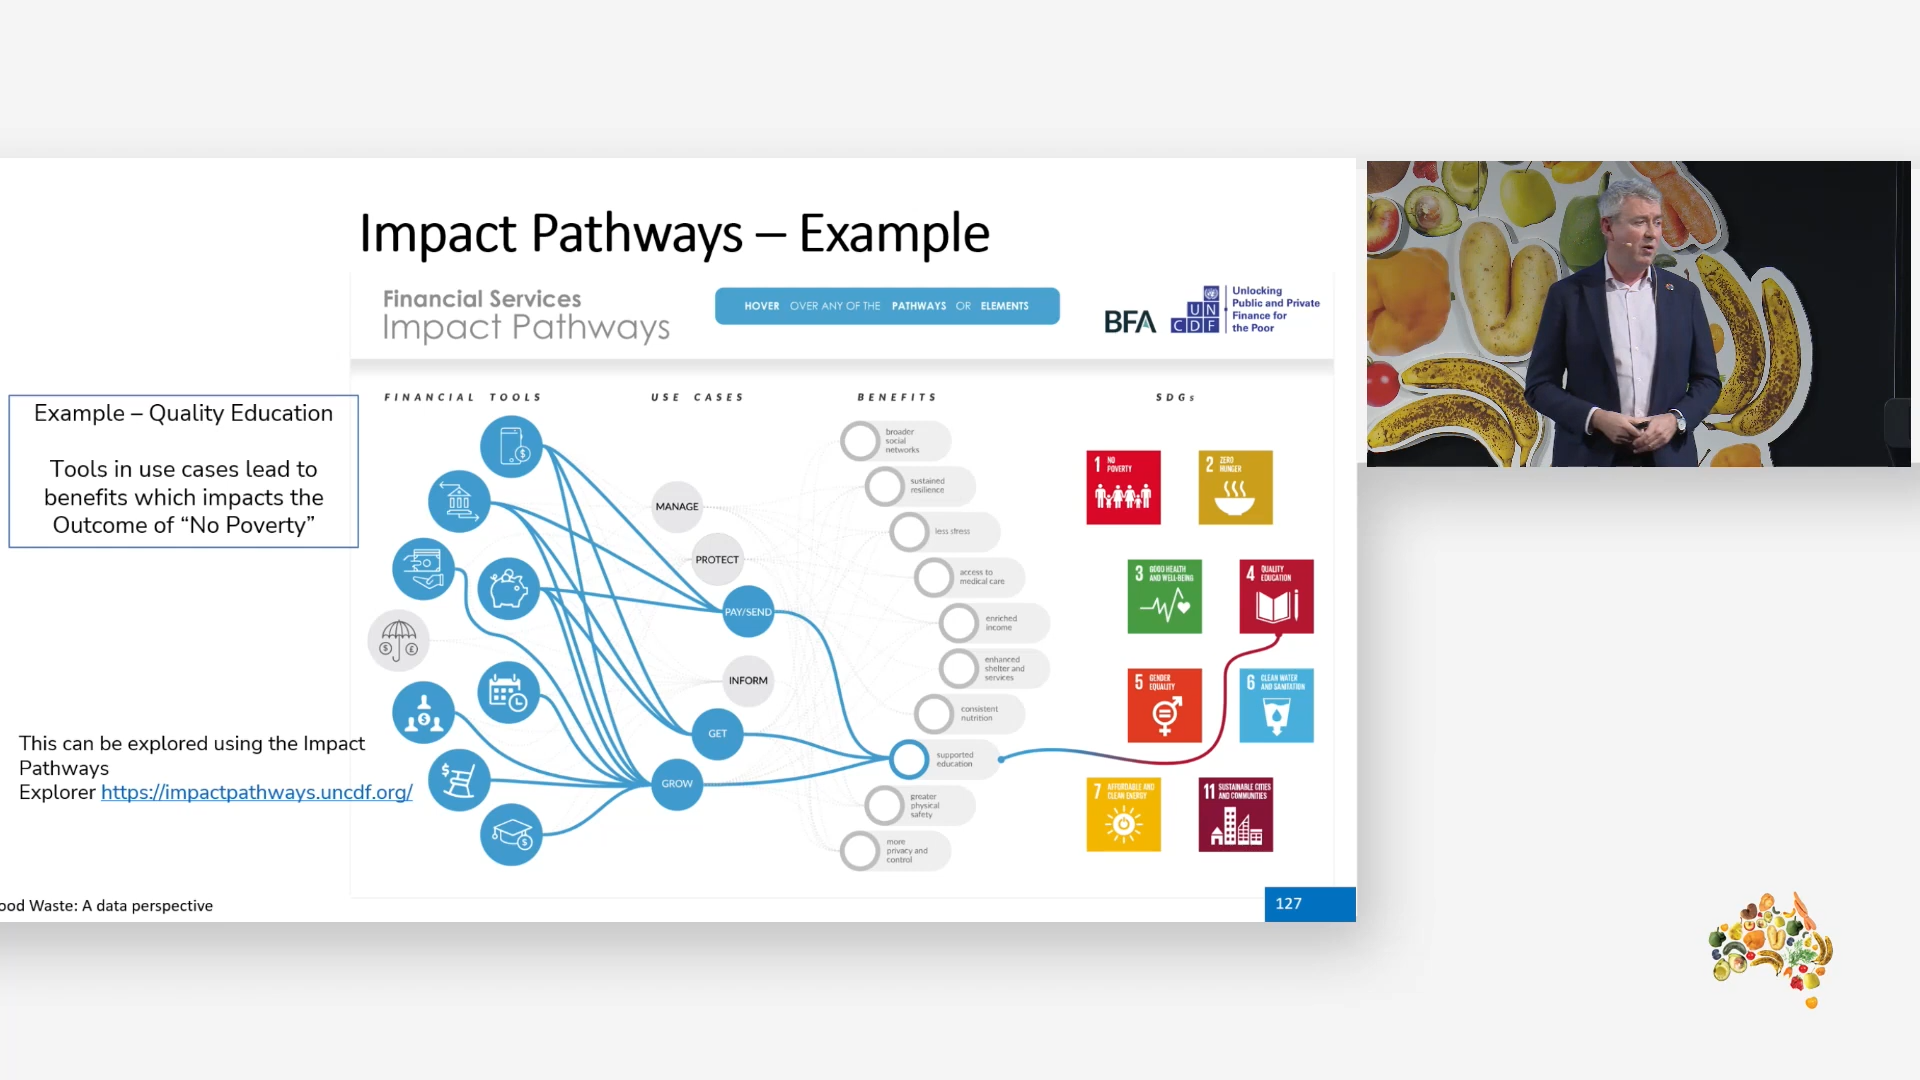 Impact Pathways – Example
Financial Services
Impact Pathways
HOVER OVER ANY OF THE PATHWAYS OR ELEMENTS
BFA
UN
CDF
Unlocking
Public and Private
Finance for
the Poor
FINANCIAL TOOLS
USE CASES
BENEFITS
SDGs
Example – Quality Education
Tools in use cases lead to
benefits which impacts the
Outcome of “No Poverty”
This can be explored using the Impact
Pathways
Explorer https://impactpathways.uncdf.org/
MANAGE
PROTECT
PAY/SEND
INFORM
GET
GROW
broader
social
networks
sustained
resilience
less stress
access to
medical care
enriched
income
enhanced
shelter and
services
consistent
nutrition
supported
education
greater
physical
safety
more
privacy and
control
1 NO
POVERTY
2 ZERO
HUNGER
3 GOOD HEALTH
AND WELL-BEING
4 QUALITY
EDUCATION
5 GENDER
EQUALITY
6 CLEAN WATER
AND SANITATION
7 AFFORDABLE AND
CLEAN ENERGY
11 SUSTAINABLE CITIES
AND COMMUNITIES
ood Waste: A data perspective
127